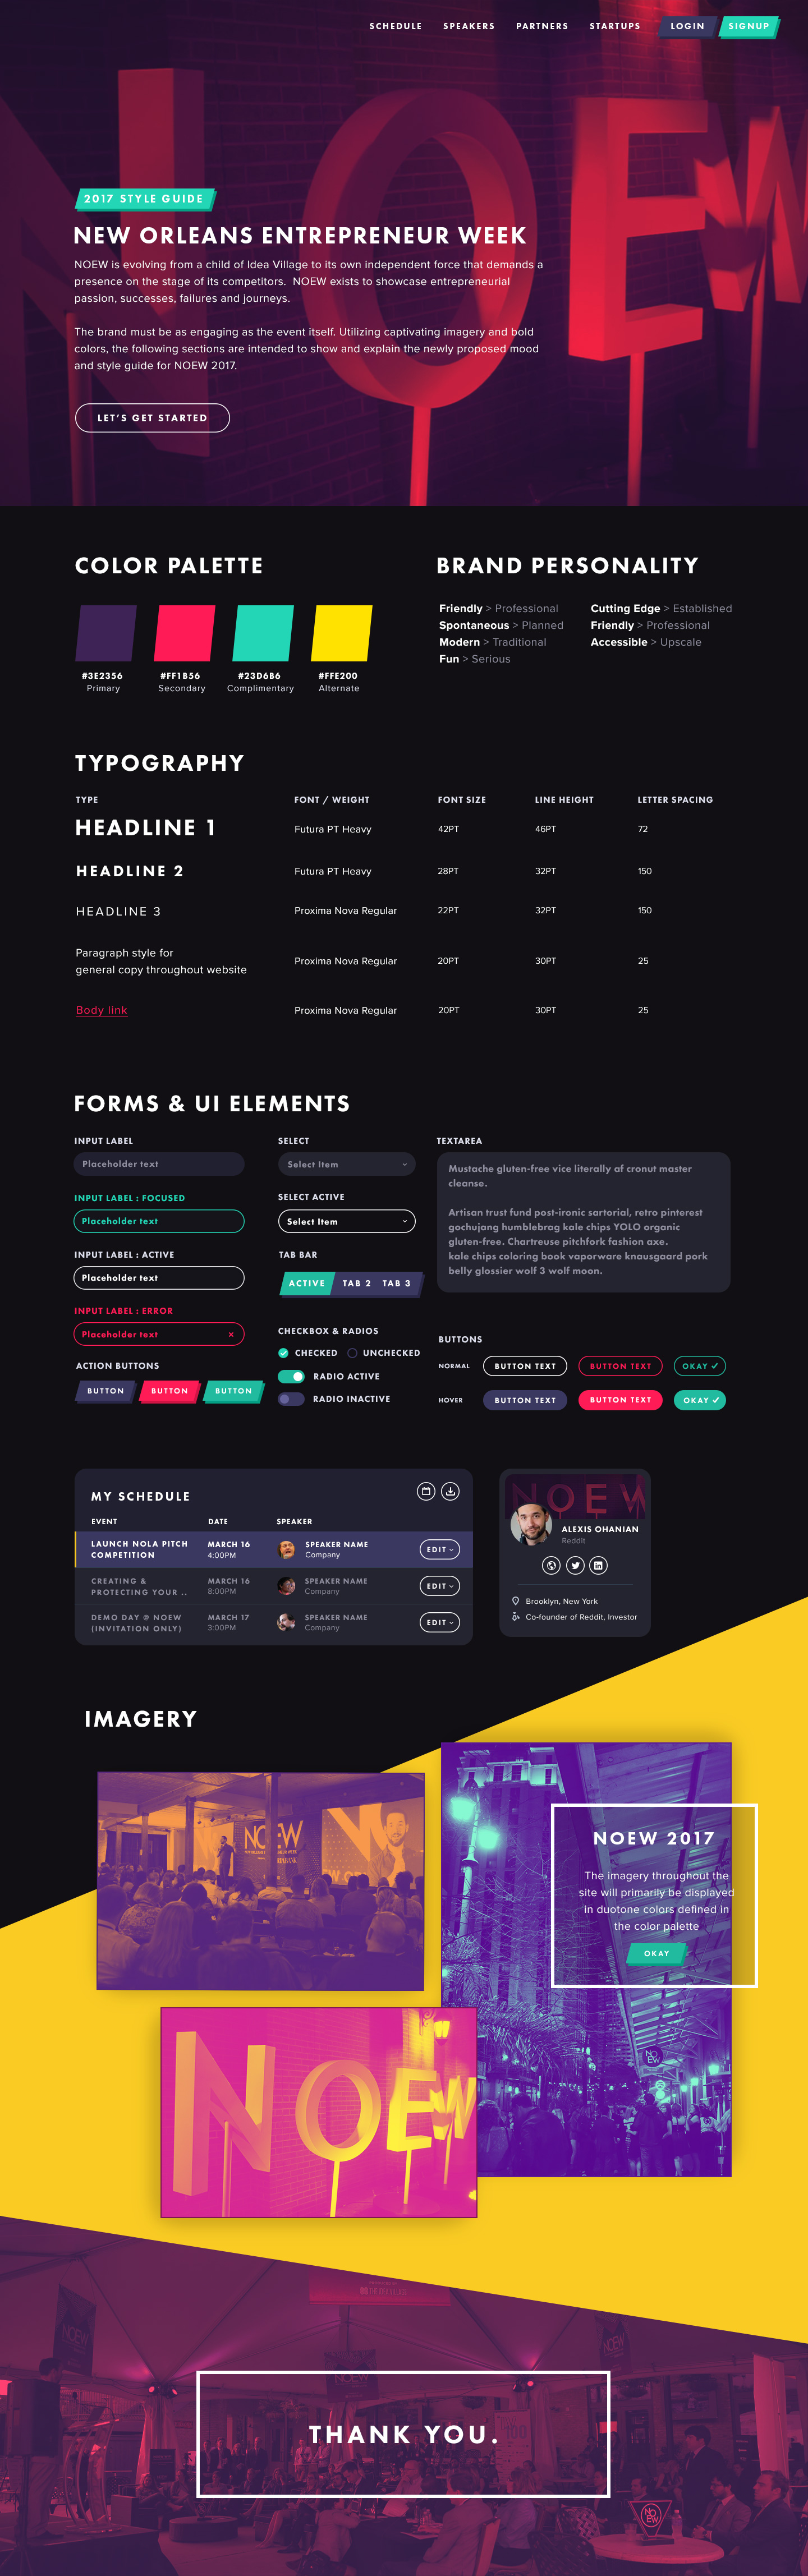 SCHEDULE SPEAKERS PARTNERS STARTUPS LOGIN SIGNUP
NOEW
2017 STYLE GUIDE
NEW ORLEANS ENTREPRENEUR WEEK
NOEW is evolving from a child of Idea Village to its own independent force that demands a
presence on the stage of its competitors. NOEW exists to showcase entrepreneurial
passion, successes, failures and journeys.
The brand must be as engaging as the event itself. Utilizing captivating imagery and bold
colors, the following sections are intended to show and explain the newly proposed mood
and style guide for NOEW 2017.
LET'S GET STARTED
COLOR PALETTE
#3E2356 #FF1B56 #23D6B6 #FFE200
Primary Secondary Complimentary Alternate
BRAND PERSONALITY
Friendly > Professional Cutting Edge > Established
Spontaneous > Planned Friendly > Professional
Modern > Traditional Accessible > Upscale
Fun > Serious
TYPOGRAPHY
TYPE FONT / WEIGHT FONT SIZE LINE HEIGHT LETTER SPACING
HEADLINE 1 Futura PT Heavy 42PT 46PT 72
HEADLINE 2 Futura PT Heavy 28PT 32PT 150
HEADLINE 3 Proxima Nova Regular 22PT 32PT 150
Paragraph style for
general copy throughout website Proxima Nova Regular 20PT 30PT 25
Body link Proxima Nova Regular 20PT 30PT 25
FORMS & UI ELEMENTS
INPUT LABEL
Placeholder text
INPUT LABEL : FOCUSED
Placeholder text
INPUT LABEL : ACTIVE
Placeholder text
INPUT LABEL : ERROR
Placeholder text ×
ACTION BUTTONS
BUTTON BUTTON BUTTON
SELECT
Select Item
SELECT ACTIVE
Select Item
TAB BAR
ACTIVE TAB 2 TAB 3
CHECKBOX & RADIOS
CHECKED UNCHECKED
RADIO ACTIVE
RADIO INACTIVE
TEXTAREA
Mustache gluten-free vice literally af cronut master
cleanse.
Artisan trust fund post-ironic sartorial, retro pinterest
gochujang humblebrag kale chips YOLO organic
gluten-free. Chartreuse pitchfork fashion axe.
kale chips coloring book vaporware knausgaard pork
belly glossier wolf 3 wolf moon.
BUTTONS
NORMAL BUTTON TEXT BUTTON TEXT OKAY ✓
HOVER BUTTON TEXT BUTTON TEXT OKAY ✓
MY SCHEDULE
EVENT DATE SPEAKER
LAUNCH NOLA PITCH MARCH 16 SPEAKER NAME
COMPETITION 4:00PM Company EDIT
CREATING & MARCH 16 SPEAKER NAME
PROTECTING YOUR .. 8:00PM Company EDIT
DEMO DAY @ NOEW MARCH 17 SPEAKER NAME
(INVITATION ONLY) 3:00PM Company EDIT
NOEW
ALEXIS OHANIAN
Reddit
Brooklyn, New York
Co-founder of Reddit, Investor
IMAGERY
NOEW
NOEW 2017
The imagery throughout the
site will primarily be displayed
in duotone colors defined in
the color palette
OKAY
NOEW
NOEW
NOEW
NOEW
THANK YOU.
NOEW